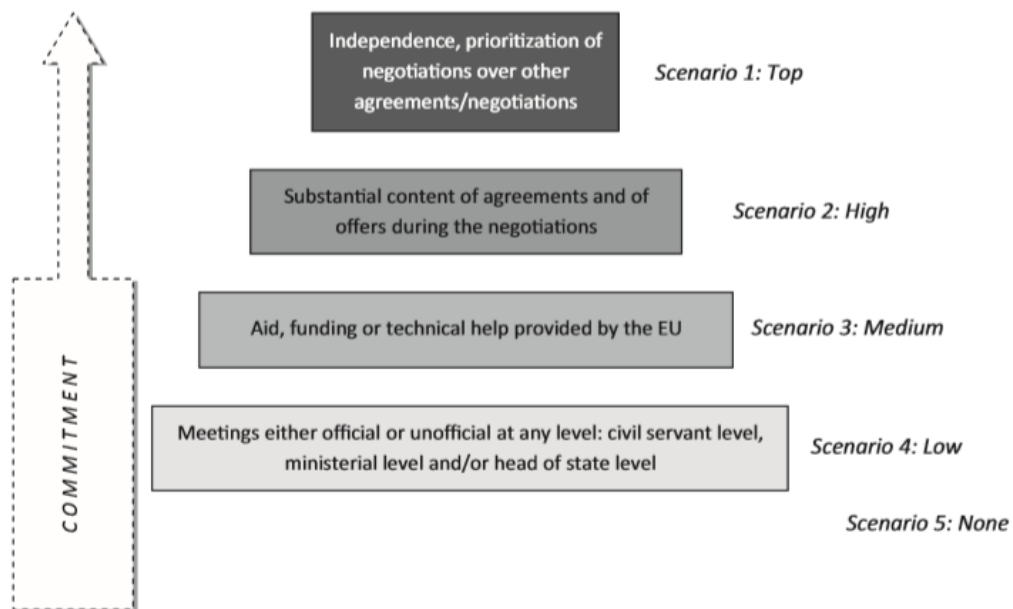 Independence, prioritization of
negotiations over other
agreements/negotiations
Scenario 1: Top
Substantial content of agreements and of
offers during the negotiations
Scenario 2: High
Aid, funding or technical help provided by the EU
Scenario 3: Medium
Meetings either official or unofficial at any level: civil servant level,
ministerial level and/or head of state level
Scenario 4: Low
Scenario 5: None
COMMITMENT